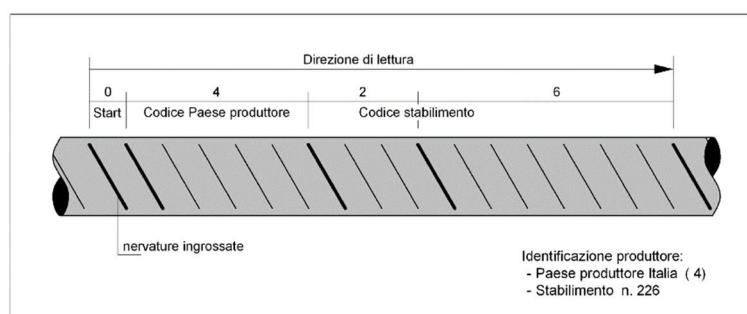 Direzione di lettura
0 4 2 6
Start Codice Paese produttore Codice stabilimento
nervature ingrossate
Identificazione produttore:
- Paese produttore Italia ( 4)
- Stabilimento n. 226